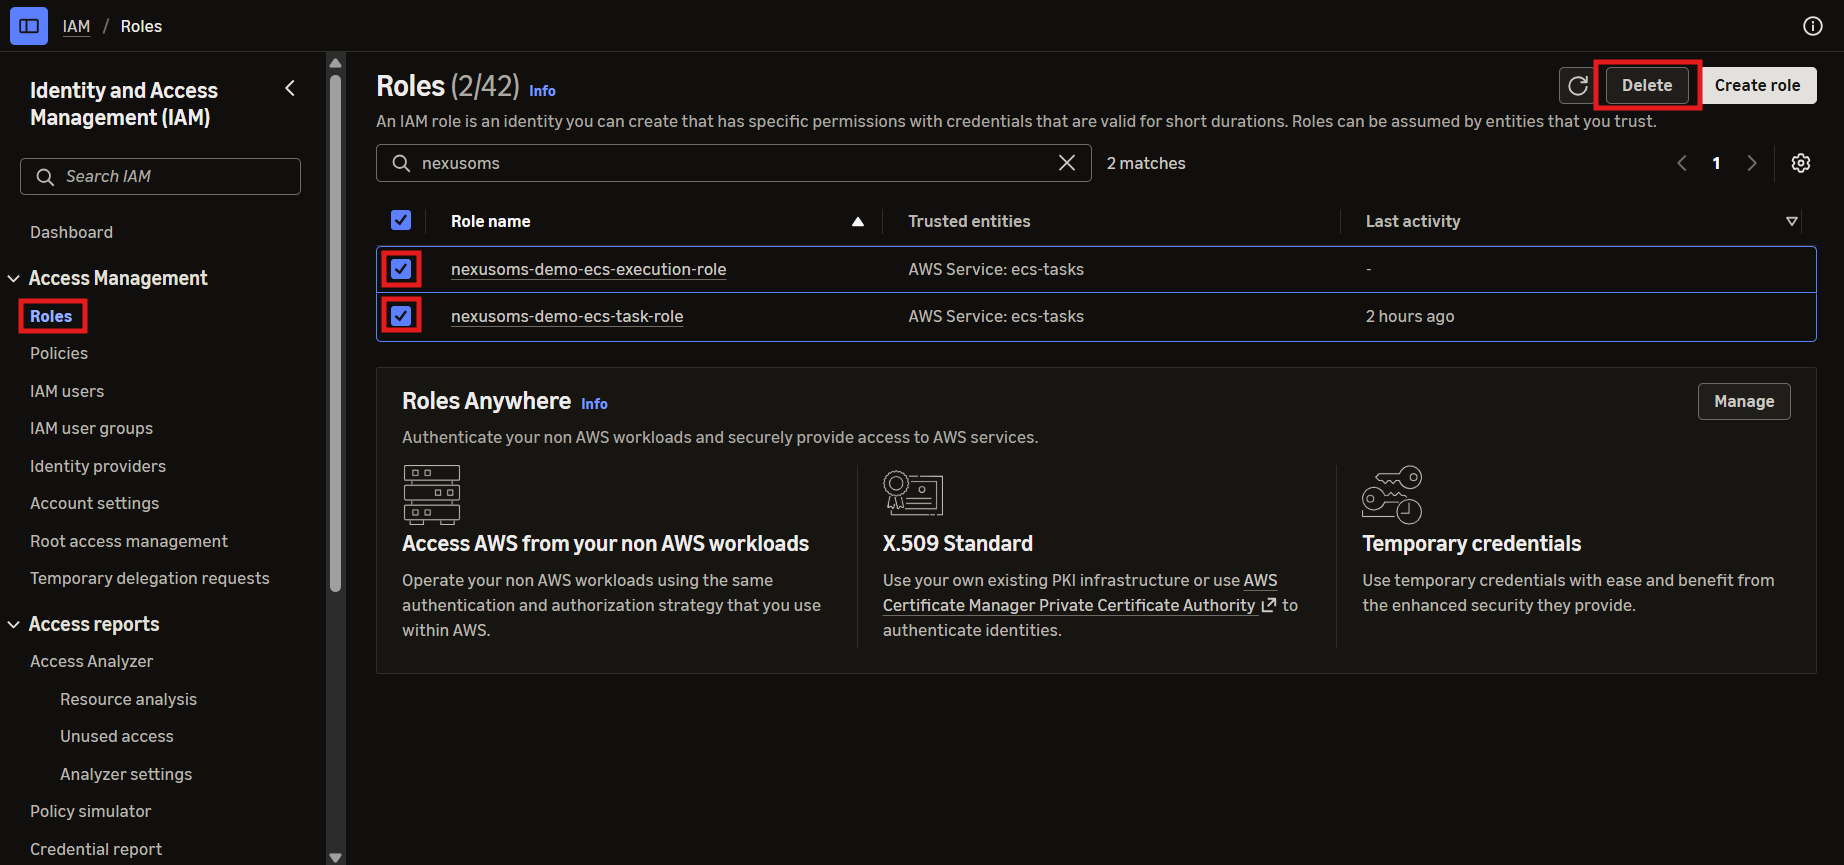 IAM / Roles
Identity and Access
Management (IAM)
Search IAM
Dashboard
Access Management
Roles
Policies
IAM users
IAM user groups
Identity providers
Account settings
Root access management
Temporary delegation requests
Access reports
Access Analyzer
Resource analysis
Unused access
Analyzer settings
Policy simulator
Credential report
Roles (2/42) Info
Delete
Create role
An IAM role is an identity you can create that has specific permissions with credentials that are valid for short durations. Roles can be assumed by entities that you trust.
nexusoms
2 matches
1
Role name Trusted entities Last activity
nexusoms-demo-ecs-execution-role AWS Service: ecs-tasks -
nexusoms-demo-ecs-task-role AWS Service: ecs-tasks 2 hours ago
Roles Anywhere Info
Manage
Authenticate your non AWS workloads and securely provide access to AWS services.
Access AWS from your non AWS workloads
Operate your non AWS workloads using the same
authentication and authorization strategy that you use
within AWS.
X.509 Standard
Use your own existing PKI infrastructure or use AWS
Certificate Manager Private Certificate Authority to
authenticate identities.
Temporary credentials
Use temporary credentials with ease and benefit from
the enhanced security they provide.